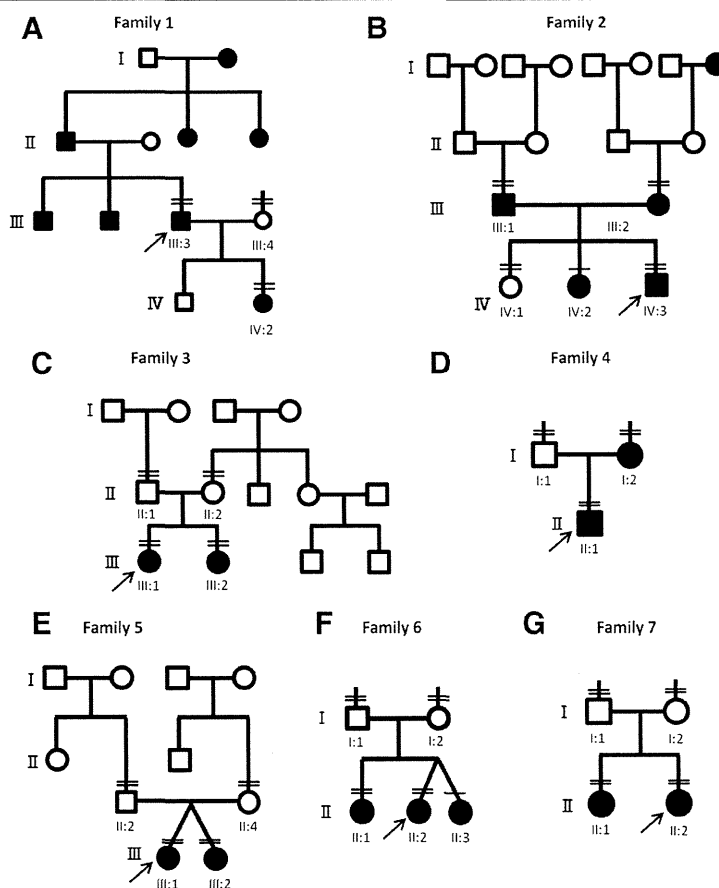 A
Family 1
I
II
III
III:3
III:4
IV
IV:2
B
Family 2
I
II
III
III:1
III:2
IV
IV:1
IV:2
IV:3
C
Family 3
I
II
II:1
II:2
III
III:1
III:2
D
Family 4
I
I:1
I:2
II
II:1
E
Family 5
I
II
II:2
II:4
III
III:1
III:2
F
Family 6
I
I:1
I:2
II
II:1
II:2
II:3
G
Family 7
I
I:1
I:2
II
II:1
II:2